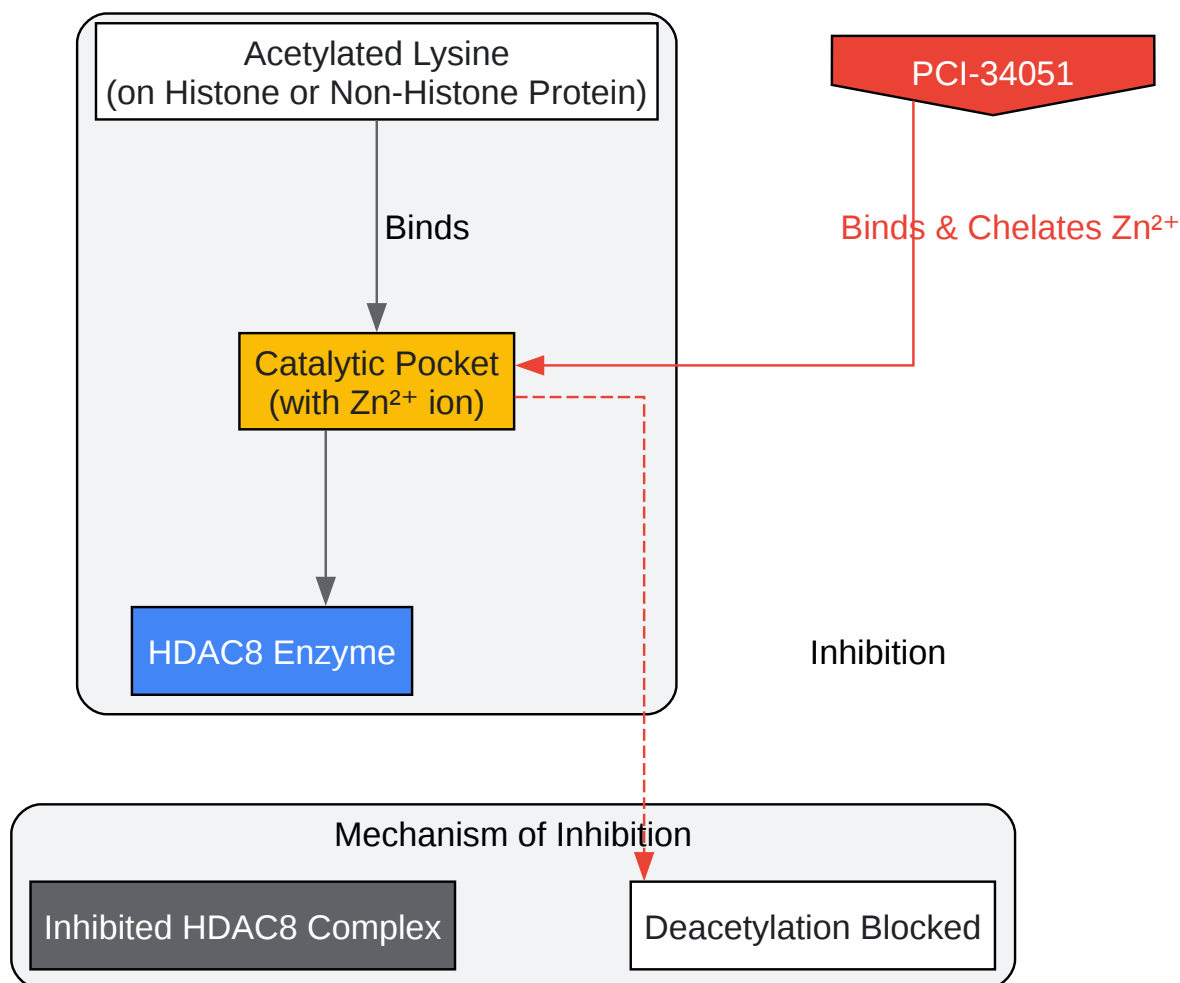 Acetylated Lysine
(on Histone or Non-Histone Protein)
PCI-34051
Binds
Binds & Chelates Zn²⁺
Catalytic Pocket
(with Zn²⁺ ion)
HDAC8 Enzyme
Inhibition
Mechanism of Inhibition
Inhibited HDAC8 Complex
Deacetylation Blocked